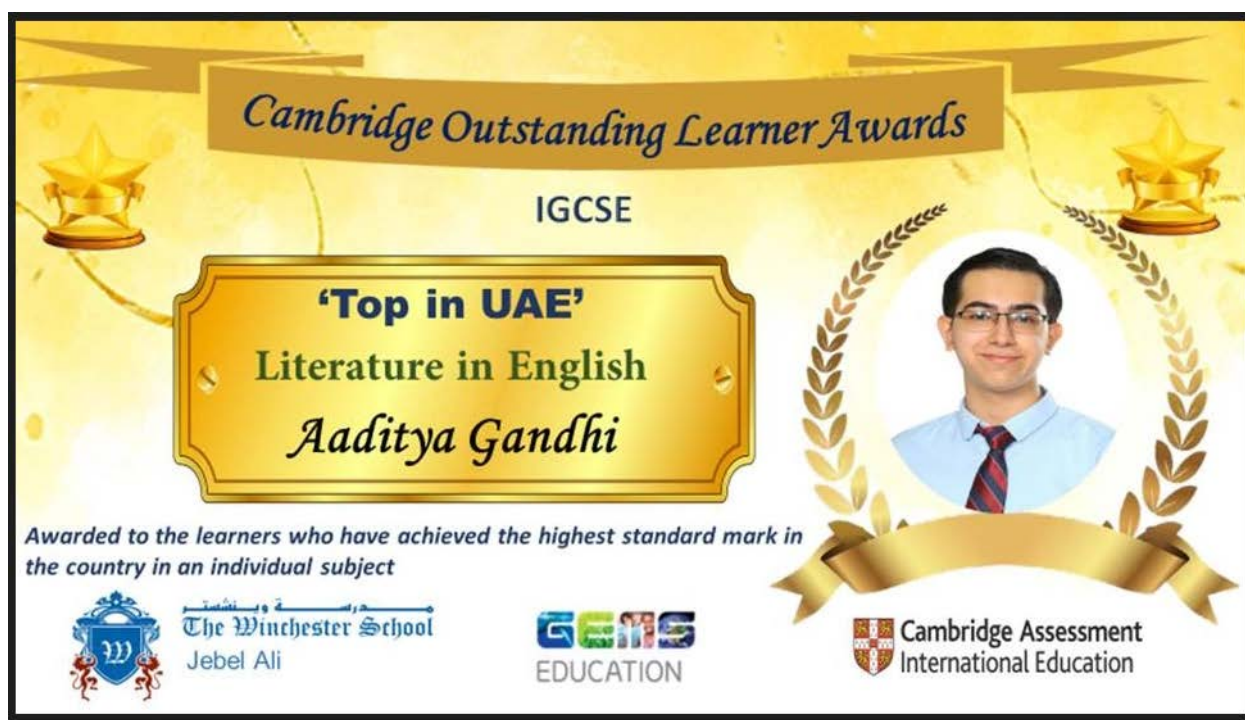 Cambridge Outstanding Learner Awards
IGCSE
‘Top in UAE’
Literature in English
Aaditya Gandhi
Awarded to the learners who have achieved the highest standard mark in
the country in an individual subject
مدرسة وينشستر
The Winchester School
Jebel Ali
W
GEMS
EDUCATION
Cambridge Assessment
International Education